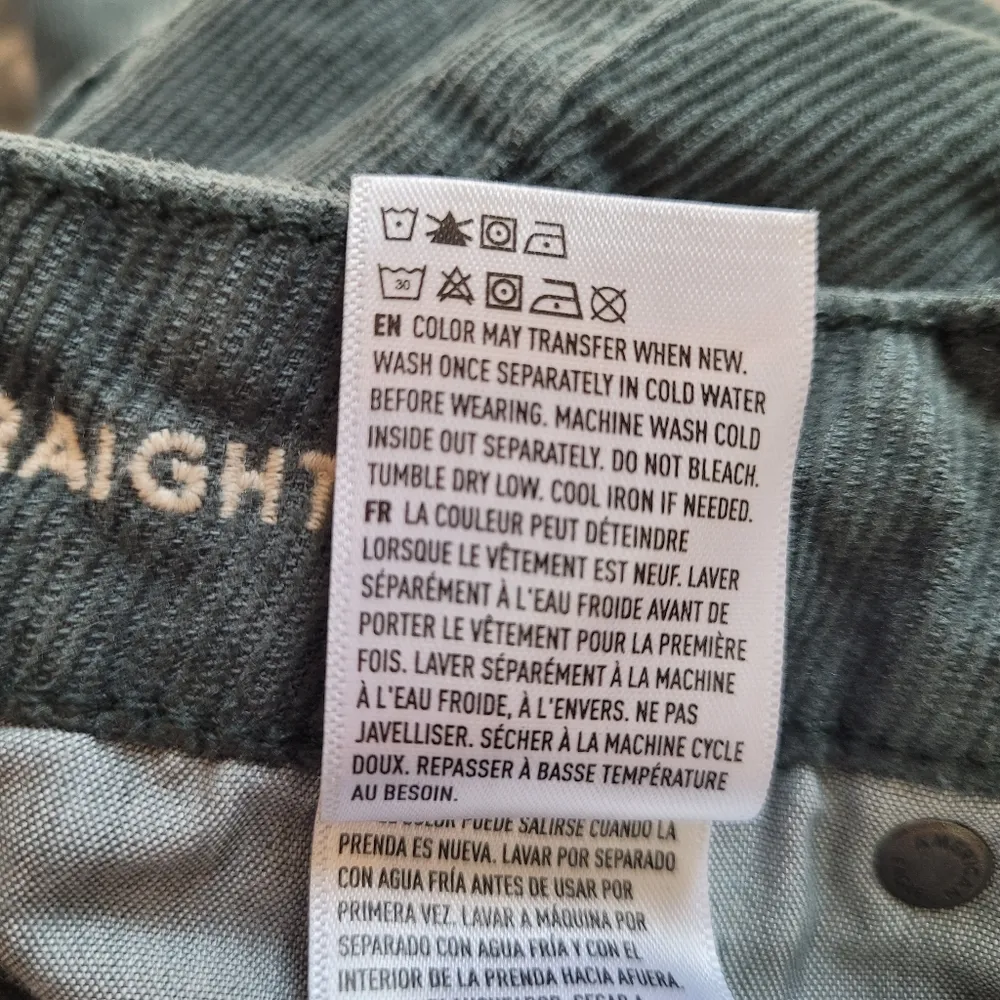 30
EN COLOR MAY TRANSFER WHEN NEW.
WASH ONCE SEPARATELY IN COLD WATER
BEFORE WEARING. MACHINE WASH COLD
INSIDE OUT SEPARATELY. DO NOT BLEACH.
TUMBLE DRY LOW. COOL IRON IF NEEDED.
FR LA COULEUR PEUT DÉTEINDRE
LORSQUE LE VÊTEMENT EST NEUF. LAVER
SÉPARÉMENT À L'EAU FROIDE AVANT DE
PORTER LE VÊTEMENT POUR LA PREMIÈRE
FOIS. LAVER SÉPARÉMENT À LA MACHINE
À L'EAU FROIDE, À L'ENVERS. NE PAS
JAVELLISER. SÉCHER À LA MACHINE CYCLE
DOUX. REPASSER À BASSE TEMPÉRATURE
AU BESOIN.
COLOR PUEDE SALIRSE CUANDO LA
PRENDA ES NUEVA. LAVAR POR SEPARADO
CON AGUA FRÍA ANTES DE USAR POR
PRIMERA VEZ. LAVAR A MÁQUINA POR
SEPARADO CON AGUA FRÍA Y CON EL
INTERIOR DE LA PRENDA HACIA AFUERA.
RAIGHT
AMERICAN